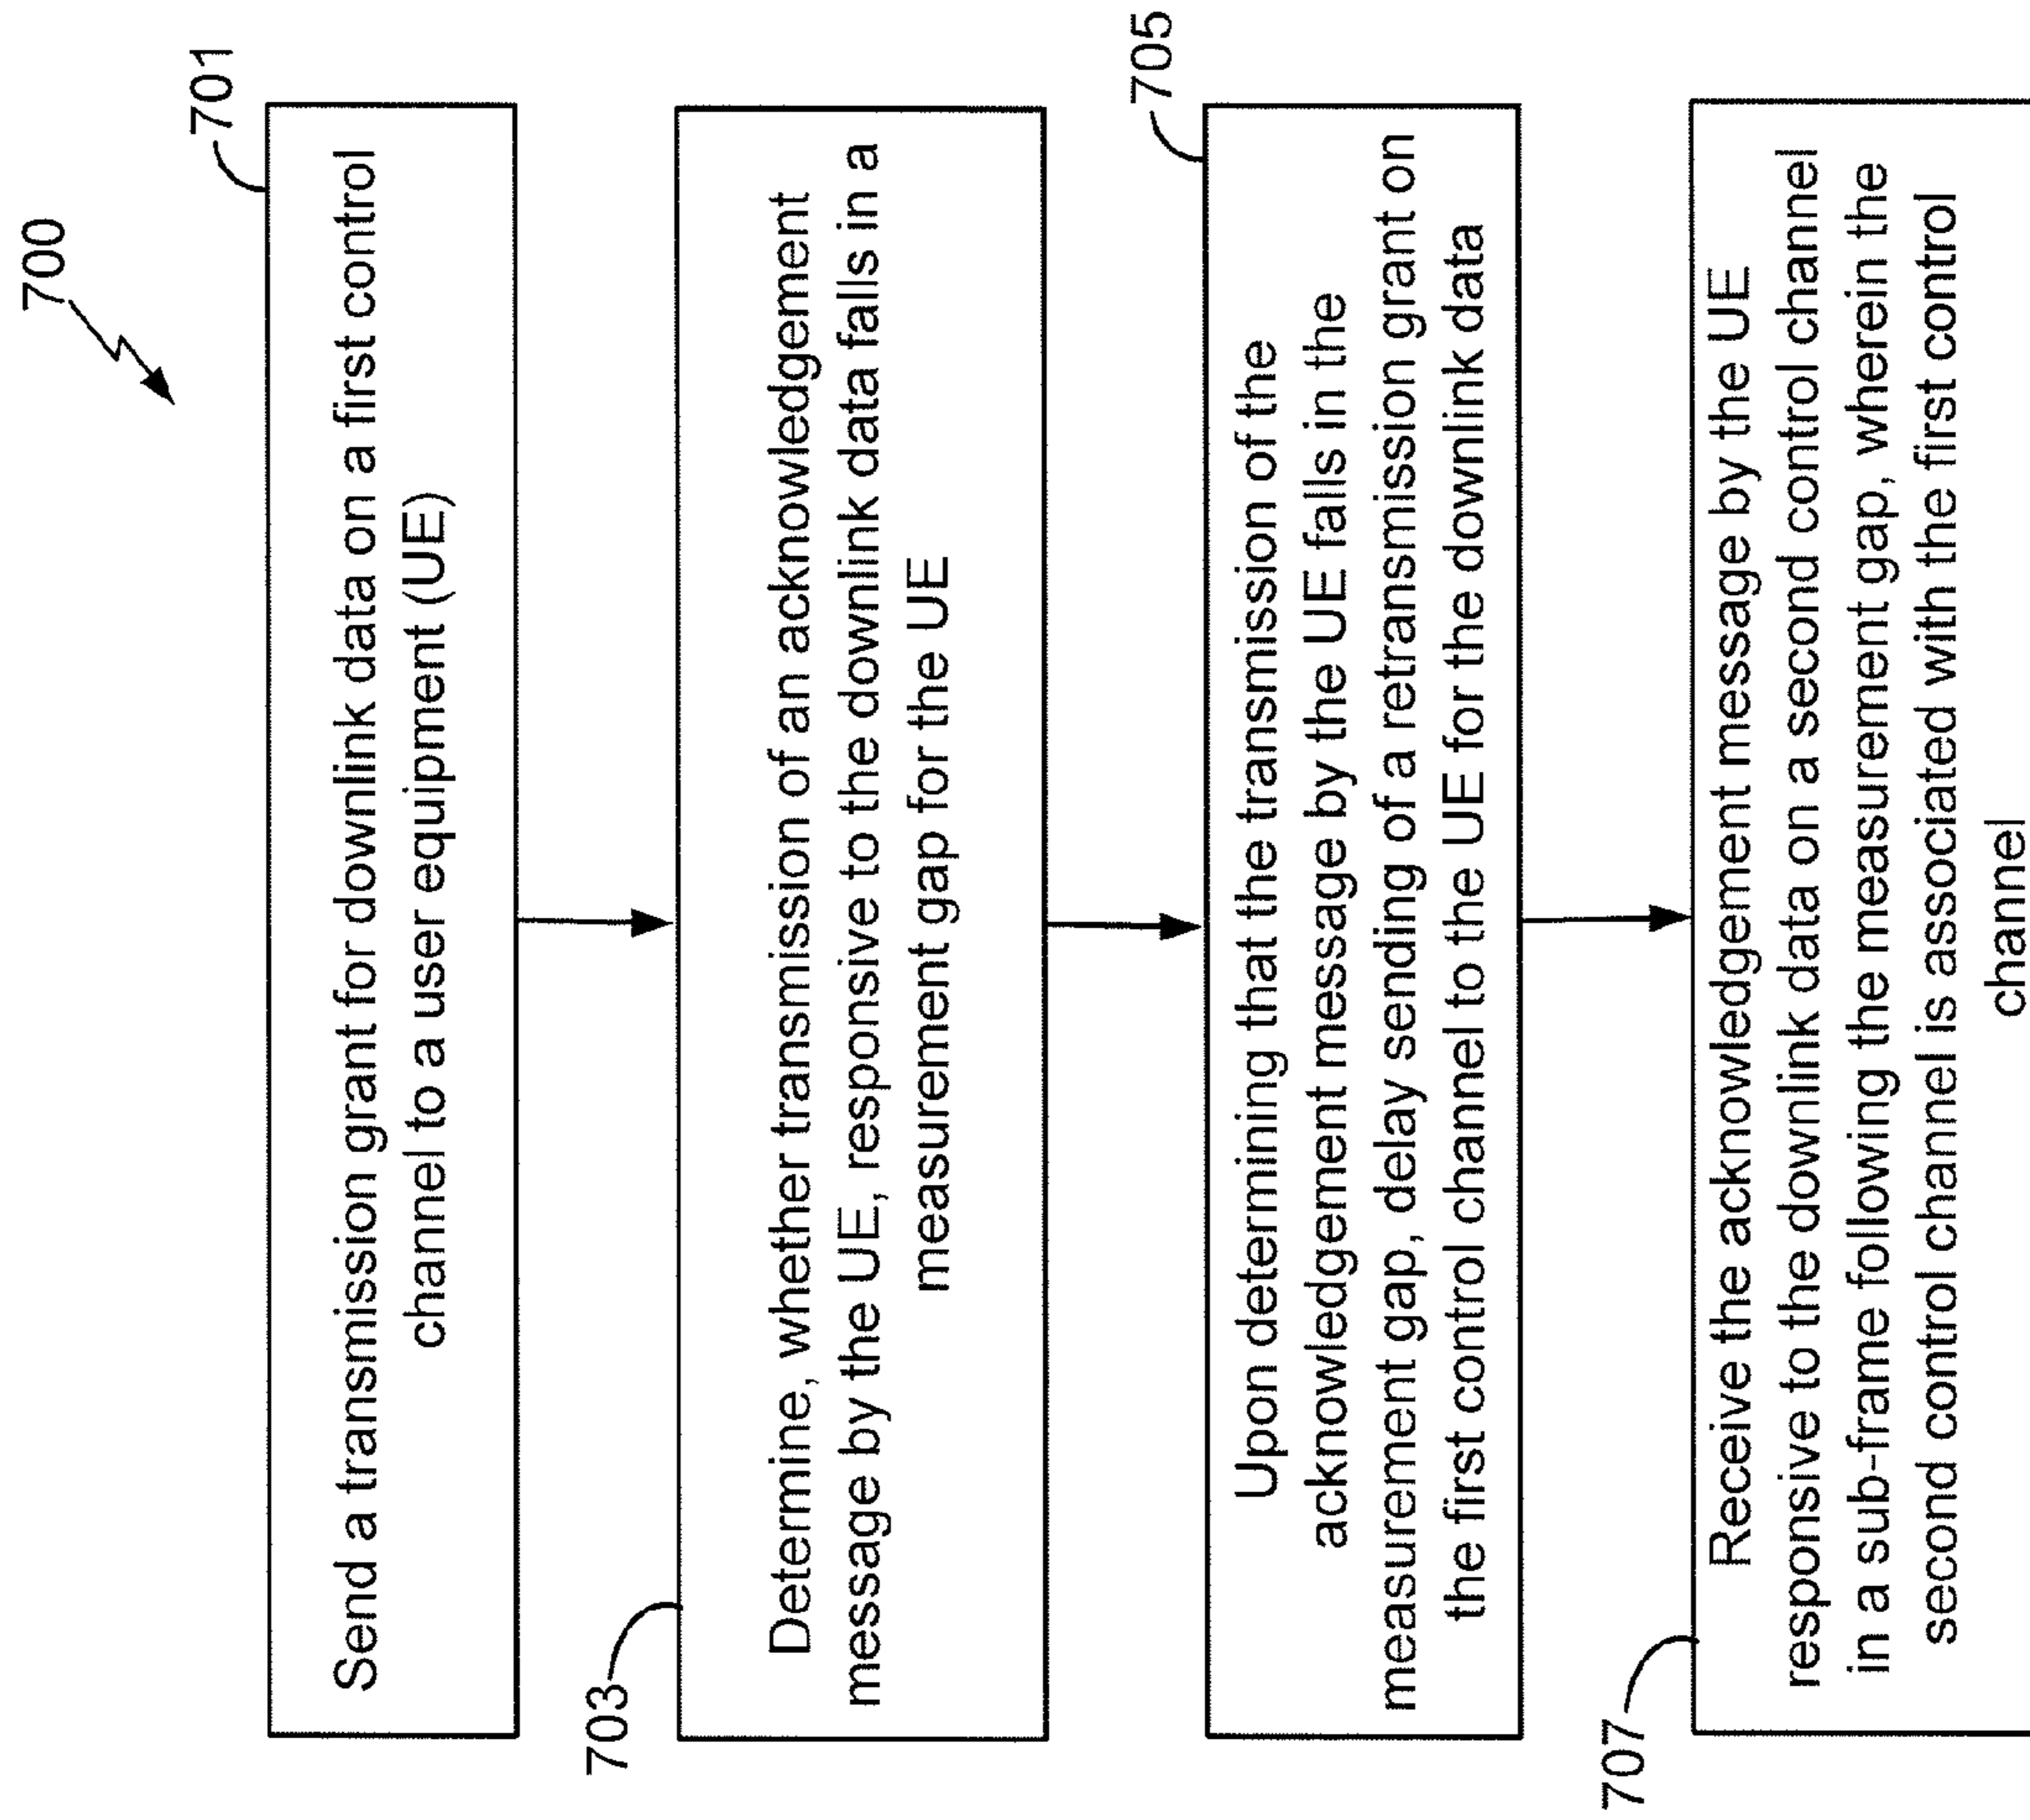 700
701
Send a transmission grant for downlink data on a first control
channel to a user equipment (UE)
703
Determine, whether transmission of an acknowledgement
message by the UE, responsive to the downlink data falls in a
measurement gap for the UE
705
Upon determining that the transmission of the
acknowledgement message by the UE falls in the
measurement gap, delay sending of a retransmission grant on
the first control channel to the UE for the downlink data
707
Receive the acknowledgement message by the UE
responsive to the downlink data on a second control channel
in a sub-frame following the measurement gap, wherein the
second control channel is associated with the first control
channel